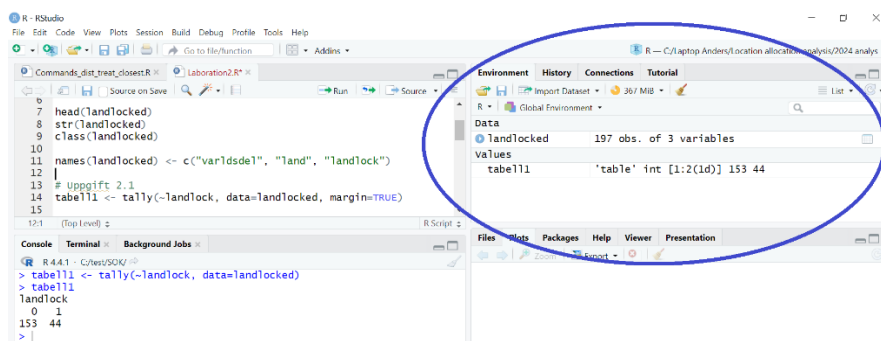 R - RStudio
File Edit Code View Plots Session Build Debug Profile Tools Help
Go to file/function Addins
R — C:/Laptop Anders/Location allocation analysis/2024 analys
Commands_dist_treat_closest.R Laboration2.R*
Source on Save Run Source
6
7 head(landlocked)
8 str(landlocked)
9 class(landlocked)
10
11 names(landlocked) <- c("varldsdel", "land", "landlock")
12
13 # Uppgift 2.1
14 tabell1 <- tally(~landlock, data=landlocked, margin=TRUE)
15
12:1 (Top Level) R Script
Console Terminal Background Jobs
R 4.4.1 · C:/test/SOK/
> tabell1 <- tally(~landlock, data=landlocked)
> tabell1
landlock
0 1
153 44
>
Environment History Connections Tutorial
Import Dataset 367 MiB List
R Global Environment
Data
landlocked 197 obs. of 3 variables
Values
tabell1 'table' int [1:2(1d)] 153 44
Files Plots Packages Help Viewer Presentation
Zoom Export